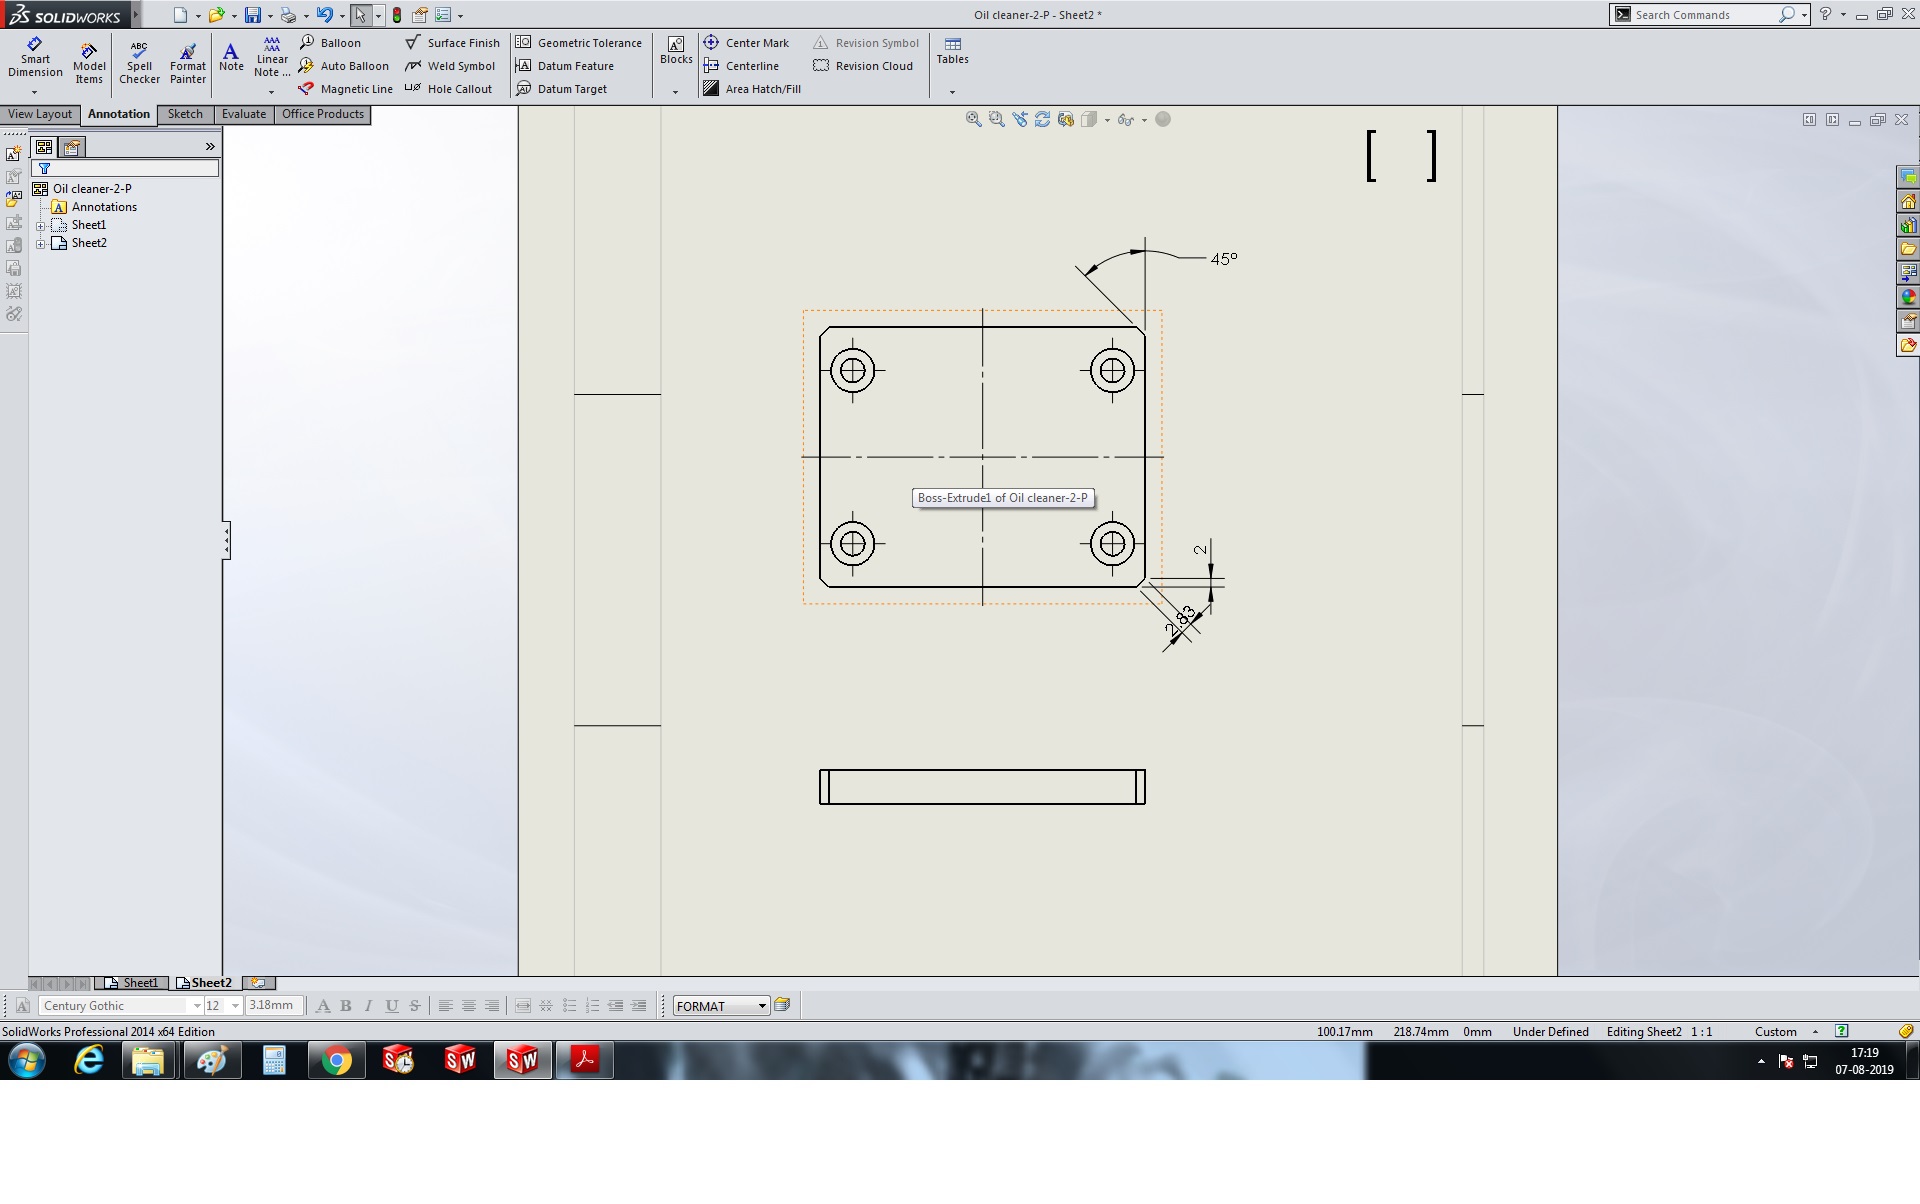 SOLIDWORKS
Oil cleaner-2-P - Sheet2 *
Search Commands
Smart Dimension
Model Items
Spell Checker
Format Painter
Note
Linear Note ...
Balloon
Auto Balloon
Magnetic Line
Surface Finish
Weld Symbol
Hole Callout
Geometric Tolerance
Datum Feature
Datum Target
Blocks
Center Mark
Centerline
Area Hatch/Fill
Revision Symbol
Revision Cloud
Tables
View Layout
Annotation
Sketch
Evaluate
Office Products
Oil cleaner-2-P
Annotations
Sheet1
Sheet2
[ ]
45°
Boss-Extrude1 of Oil cleaner-2-P
2
2.83
Sheet1
Sheet2
Century Gothic
12
3.18mm
FORMAT
SolidWorks Professional 2014 x64 Edition
100.17mm
218.74mm
0mm
Under Defined
Editing Sheet2
1 : 1
Custom
17:19
07-08-2019